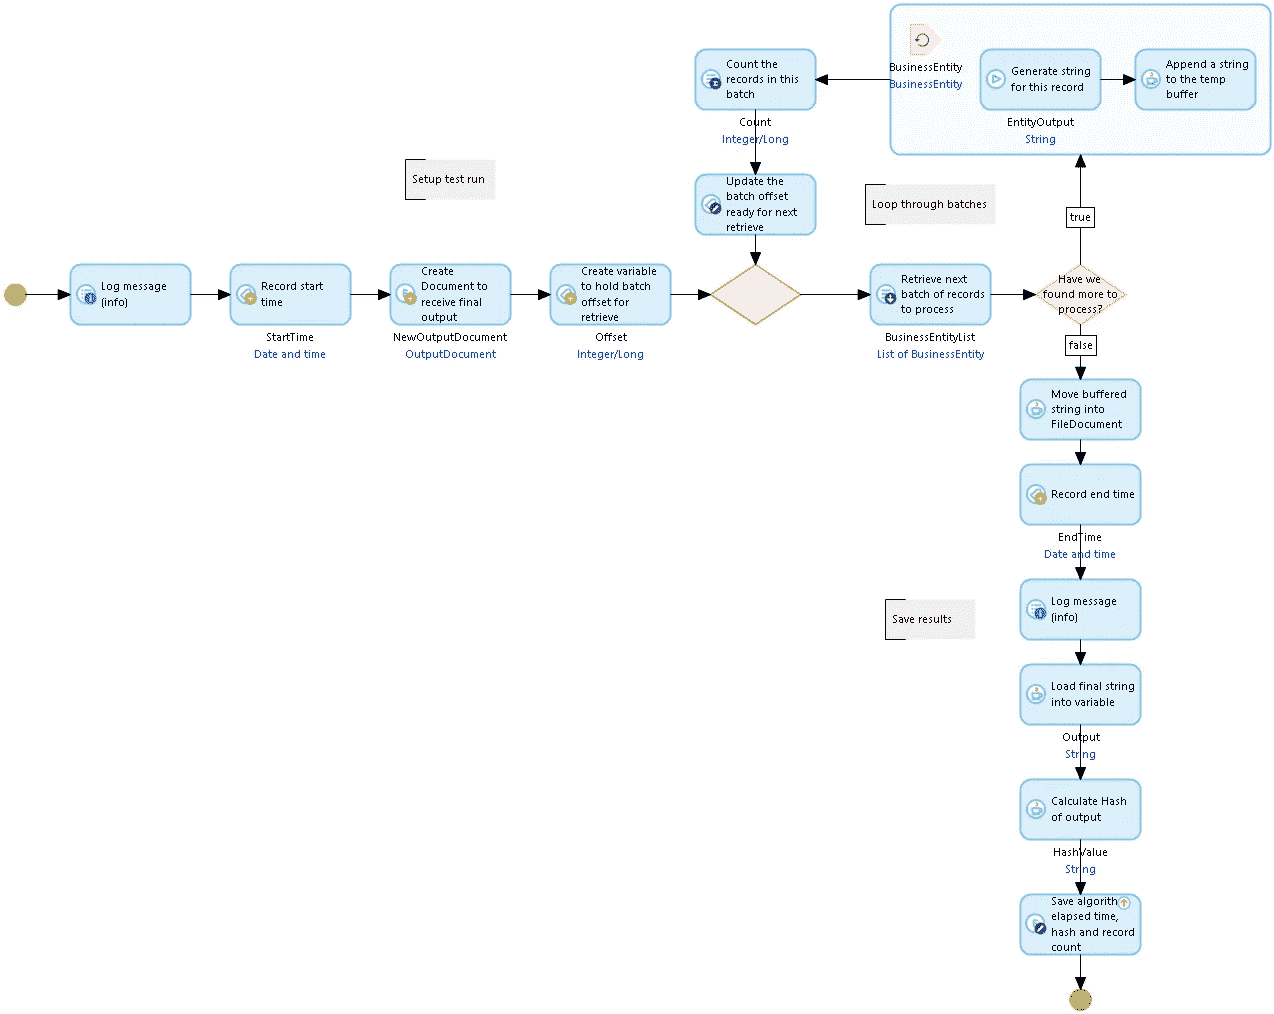 BusinessEntity
BusinessEntity
Generate string
for this record
EntityOutput
String
Append a string
to the temp
buffer
Count the
records in this
batch
Count
Integer/Long
Setup test run
Update the
batch offset
ready for next
retrieve
Loop through batches
true
Log message
(info)
Record start
time
StartTime
Date and time
Create
Document to
receive final
output
NewOutputDocument
OutputDocument
Create variable
to hold batch
offset for
retrieve
Offset
Integer/Long
Retrieve next
batch of records
to process
BusinessEntityList
List of BusinessEntity
Have we
found more to
process?
false
Move buffered
string into
FileDocument
Record end time
EndTime
Date and time
Save results
Log message
(info)
Load final string
into variable
Output
String
Calculate Hash
of output
HashValue
String
Save algorith
elapsed time,
hash and record
count